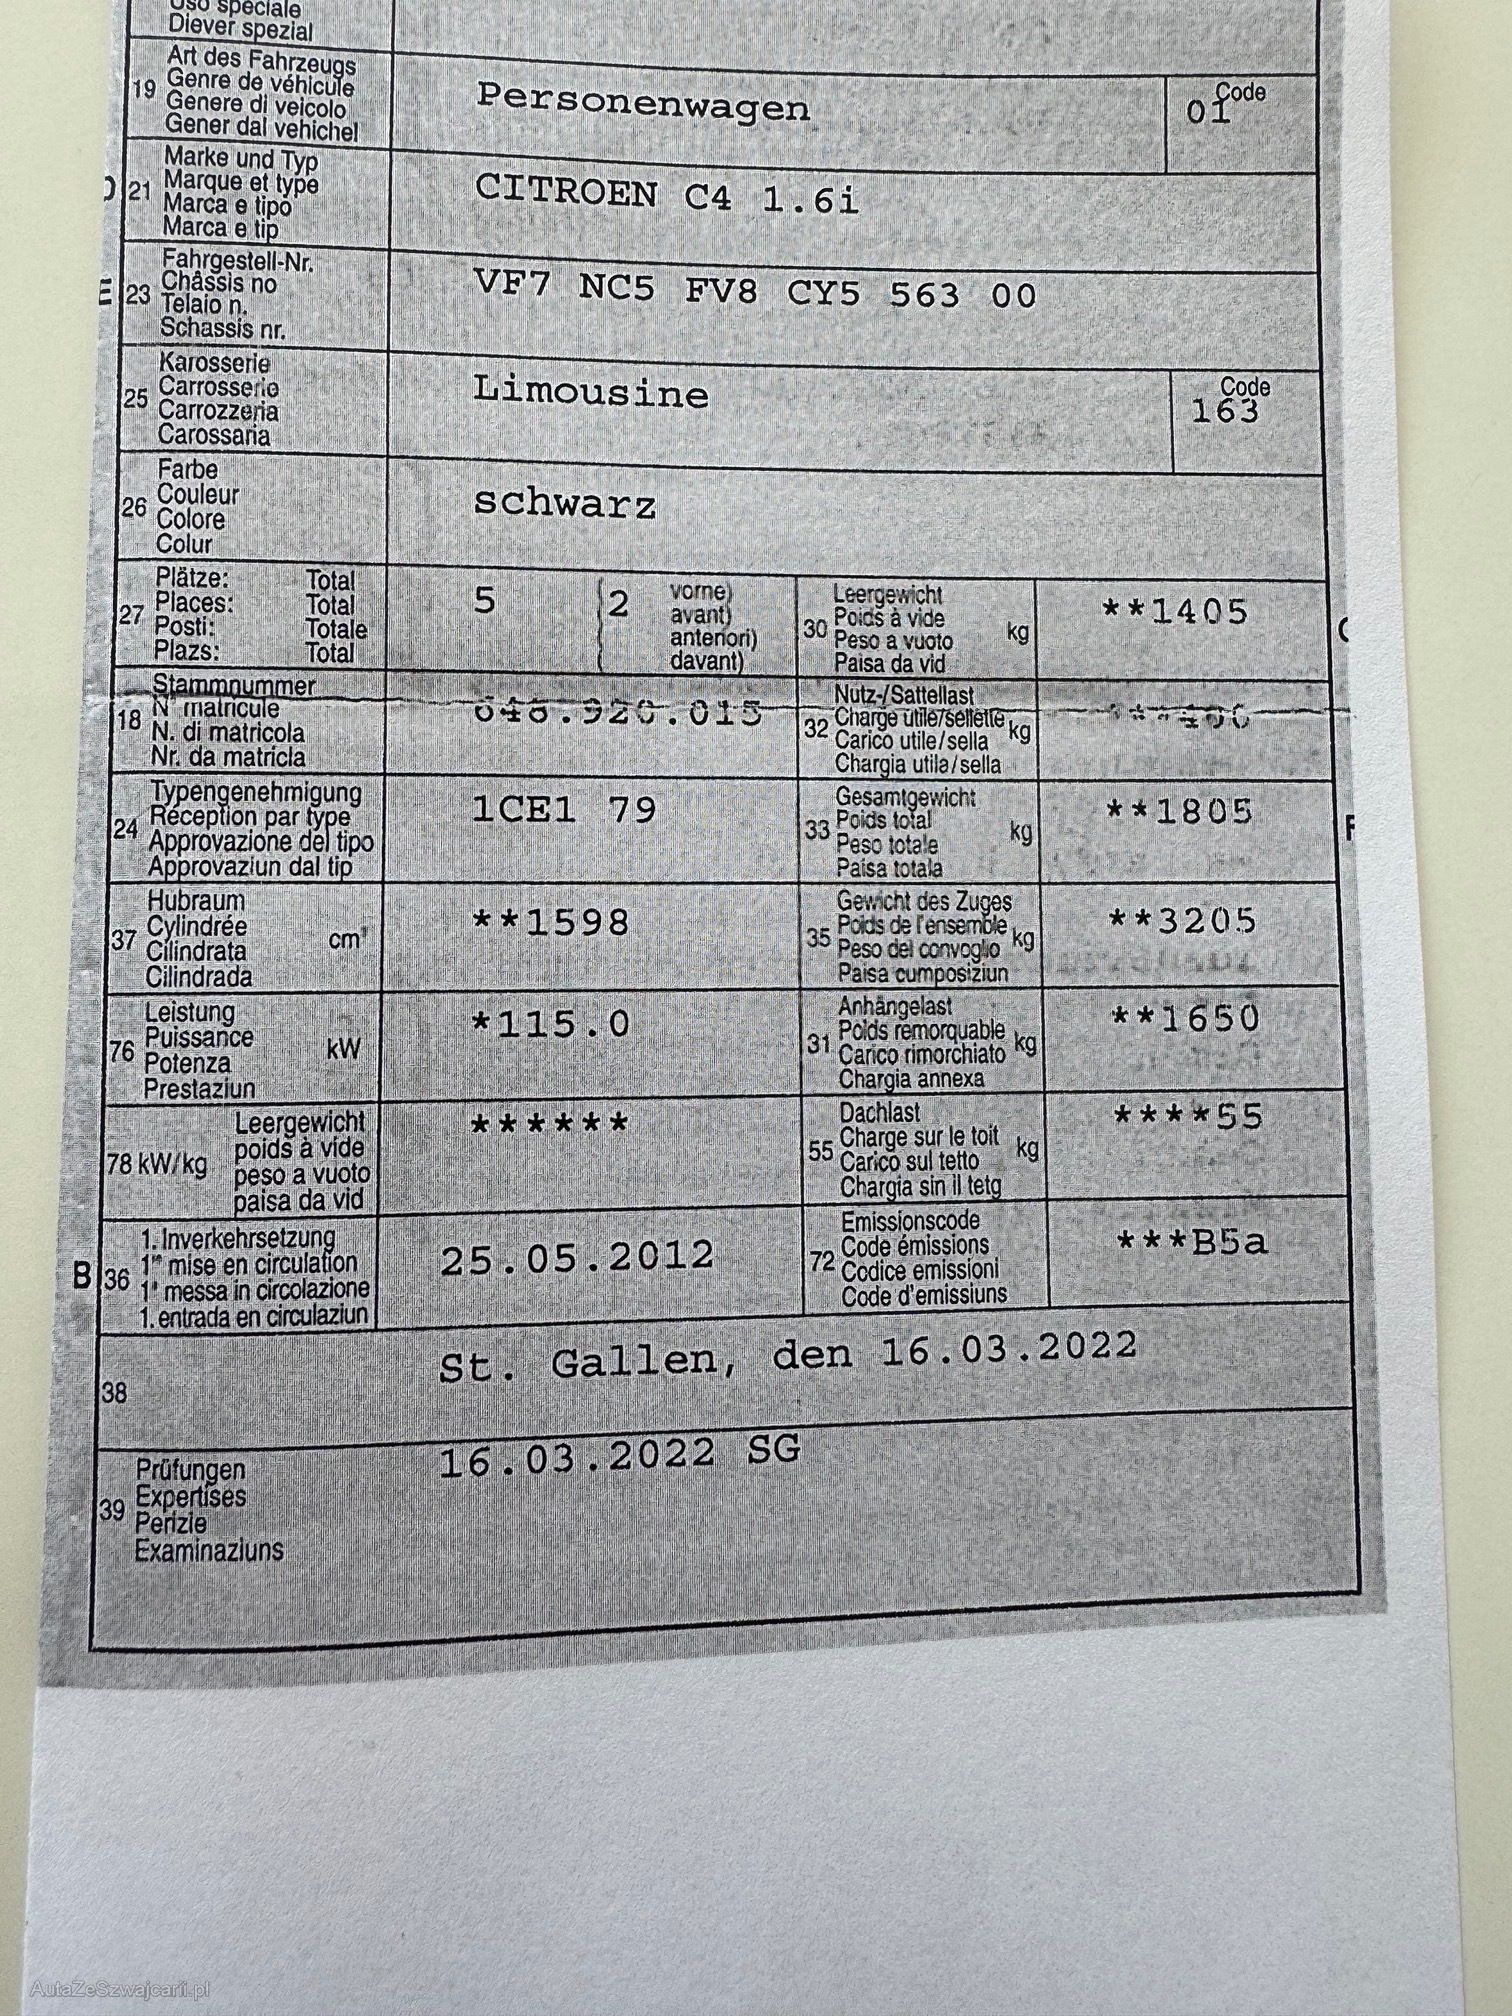 Uso speciale
Diever spezial
19 Art des Fahrzeugs
Genre de véhicule
Genere di veicolo
Gener dal vehichel
Personenwagen
Code
01
21 Marke und Typ
Marque et type
Marca e tipo
Marca e tip
CITROEN C4 1.6i
E 23 Fahrgestell-Nr.
Châssis no
Telaio n.
Schassis nr.
VF7 NC5 FV8 CY5 563 00
25 Karosserie
Carrosserie
Carrozzeria
Carossaria
Limousine
Code
163
26 Farbe
Couleur
Colore
Colur
schwarz
27 Plätze: Total
Places: Total
Posti: Totale
Plazs: Total
5 2 vorne)
avant)
anteriori)
davant)
30 Leergewicht
Poids à vide
Peso a vuoto
Paisa da vid
kg
**1405
18 Stammnummer
N° matricule
N. di matricola
Nr. da matricla
32 Nutz-/Sattellast
Charge utile/sellette
Carico utile/sella
Chargia utila/sella
kg
24 Typengenehmigung
Réception par type
Approvazione del tipo
Approvaziun dal tip
1CE1 79
33 Gesamtgewicht
Poids total
Peso totale
Paisa totala
kg
**1805
37 Hubraum
Cylindrée
Cilindrata
Cilindrada
cm³
**1598
35 Gewicht des Zuges
Poids de l'ensemble
Peso del convoglio
Paisa cumposiziun
kg
**3205
76 Leistung
Puissance
Potenza
Prestaziun
kW
*115.0
31 Anhängelast
Poids remorquable
Carico rimorchiato
Chargia annexa
kg
**1650
78 kW/kg Leergewicht
poids à vide
peso a vuoto
paisa da vid
******
55 Dachlast
Charge sur le toit
Carico sul tetto
Chargia sin il tetg
kg
****55
B 36 1. Inverkehrsetzung
1re mise en circulation
1a messa in circolazione
1. entrada en circulaziun
25.05.2012
72 Emissionscode
Code émissions
Codice emissioni
Code d'emissiuns
***B5a
38
St. Gallen, den 16.03.2022
39 Prüfungen
Expertises
Perizie
Examinaziuns
16.03.2022 SG
AutaZeSzwajcarii.pl